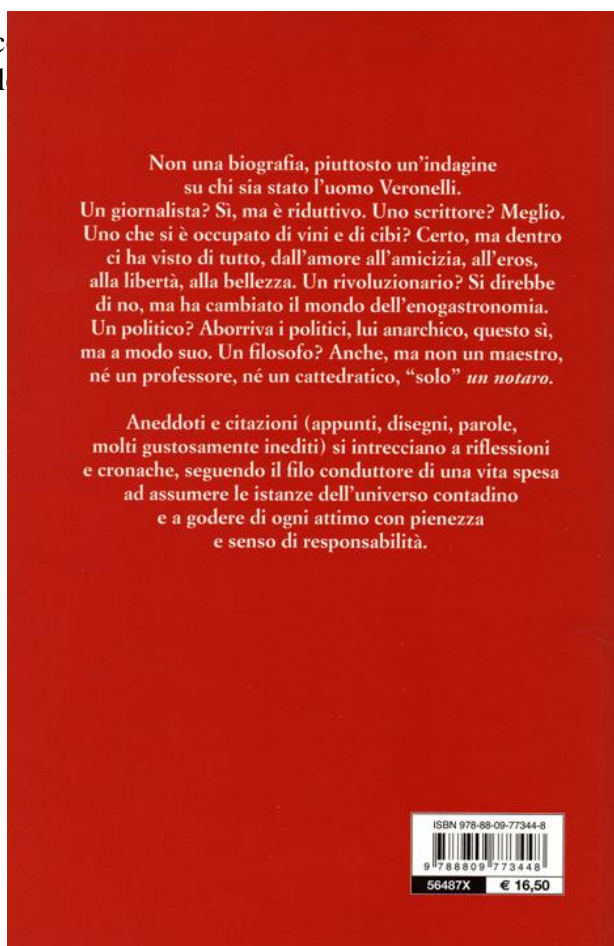 Non una biografia, piuttosto un'indagine
su chi sia stato l'uomo Veronelli.
Un giornalista? Sì, ma è riduttivo. Uno scrittore? Meglio.
Uno che si è occupato di vini e di cibi? Certo, ma dentro
ci ha visto di tutto, dall'amore all'amicizia, all'eros,
alla libertà, alla bellezza. Un rivoluzionario? Si direbbe
di no, ma ha cambiato il mondo dell'enogastronomia.
Un politico? Aborriva i politici, lui anarchico, questo sì,
ma a modo suo. Un filosofo? Anche, ma non un maestro,
né un professore, né un cattedratico, “solo” un notaro.
Aneddoti e citazioni (appunti, disegni, parole,
molti gustosamente inediti) si intrecciano a riflessioni
e cronache, seguendo il filo conduttore di una vita spesa
ad assumere le istanze dell'universo contadino
e a godere di ogni attimo con pienezza
e senso di responsabilità.
ISBN 978-88-09-77344-8
9 788809 773448
56487X € 16,50